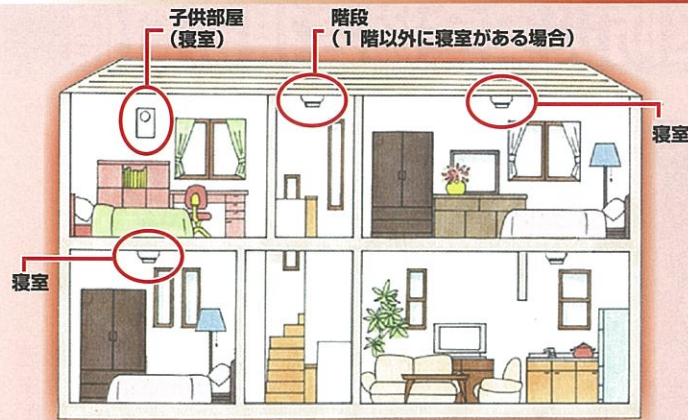 子供部屋
（寝室）
階段
（1 階以外に寝室がある場合）
寝室
寝室